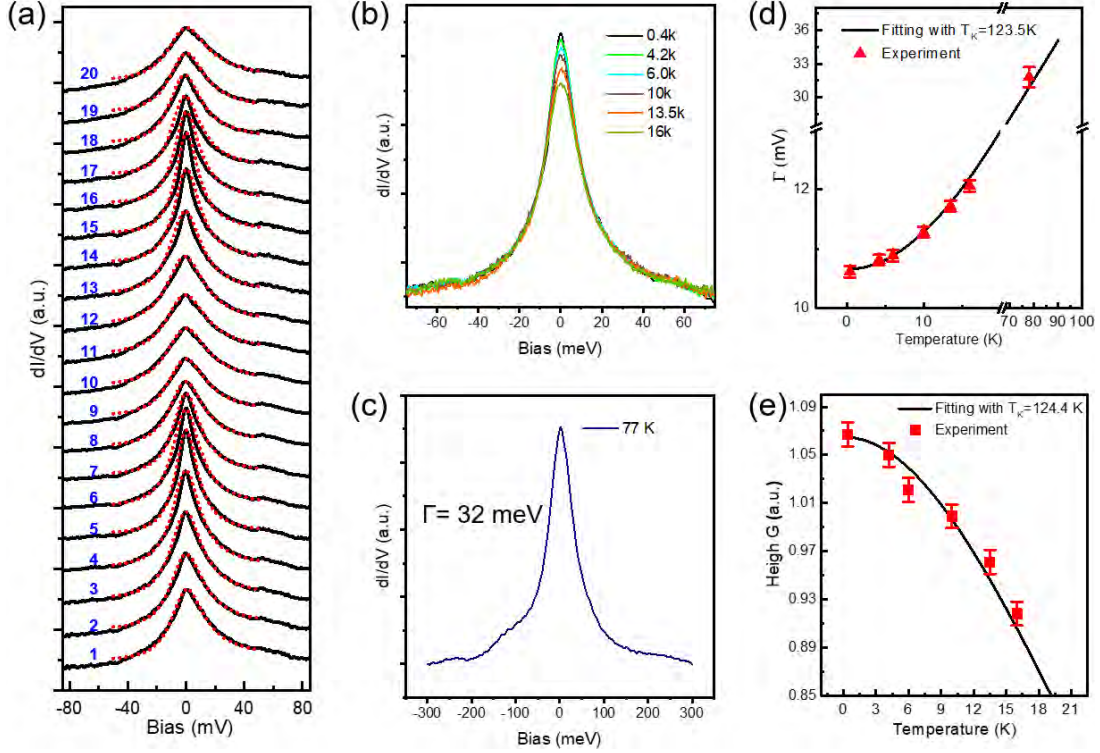 (a)
20
19
18
17
16
15
14
13
12
11
10
9
8
7
6
5
4
3
2
1
dI/dV (a.u.)
-80 -40 0 40 80
Bias (mV)
(b)
0.4k
4.2k
6.0k
10k
13.5k
16k
dI/dV (a.u.)
-60 -40 -20 0 20 40 60
Bias (meV)
(c)
77 K
Γ= 32 meV
dI/dV (a.u.)
-300 -200 -100 0 100 200 300
Bias (meV)
(d)
Fitting with TK=123.5K
Experiment
36
33
30
12
10
Γ (mV)
0 10 70 80 90 100
Temperature (K)
(e)
Fitting with TK=124.4 K
Experiment
1.09
1.05
1.01
0.97
0.93
0.89
0.85
Heigh G (a.u.)
0 3 6 9 12 15 18 21
Temperature (K)